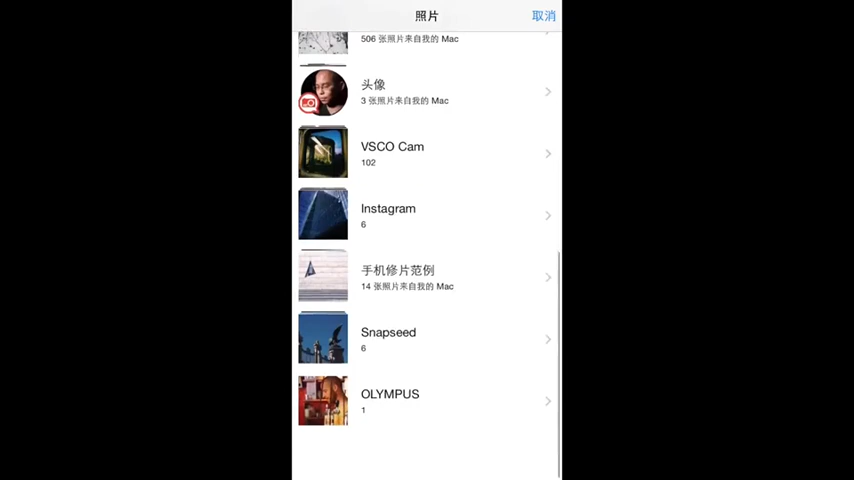 照片
取消
506 张照片来自我的 Mac
头像
3 张照片来自我的 Mac
VSCO Cam
102
Instagram
6
手机修片范例
14 张照片来自我的 Mac
Snapseed
6
OLYMPUS
1